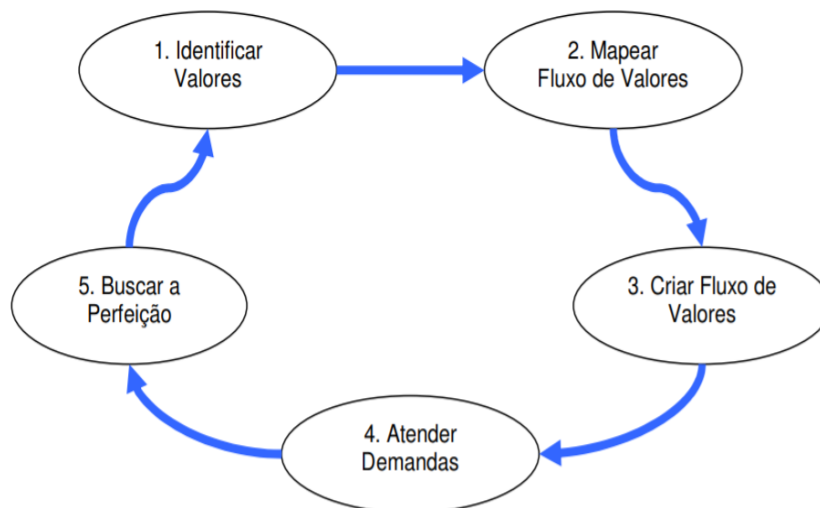 1. Identificar
Valores
2. Mapear
Fluxo de Valores
3. Criar Fluxo de
Valores
4. Atender
Demandas
5. Buscar a
Perfeição